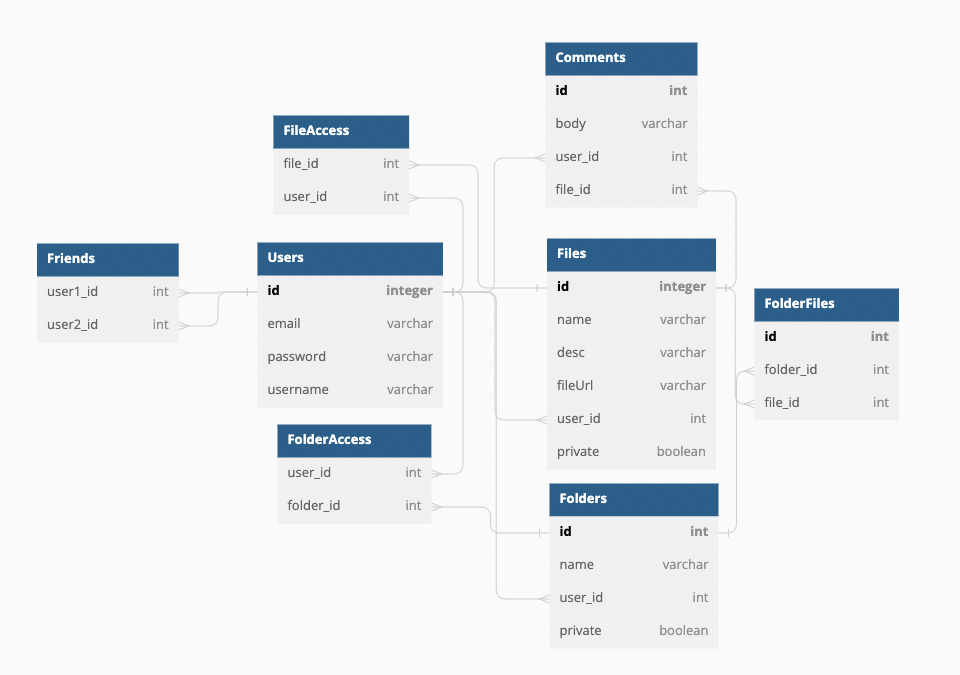 Comments
id int
body varchar
user_id int
file_id int
FileAccess
file_id int
user_id int
Friends
user1_id int
user2_id int
Users
id integer
email varchar
password varchar
username varchar
Files
id integer
name varchar
desc varchar
fileUrl varchar
user_id int
private boolean
FolderFiles
id int
folder_id int
file_id int
FolderAccess
user_id int
folder_id int
Folders
id int
name varchar
user_id int
private boolean